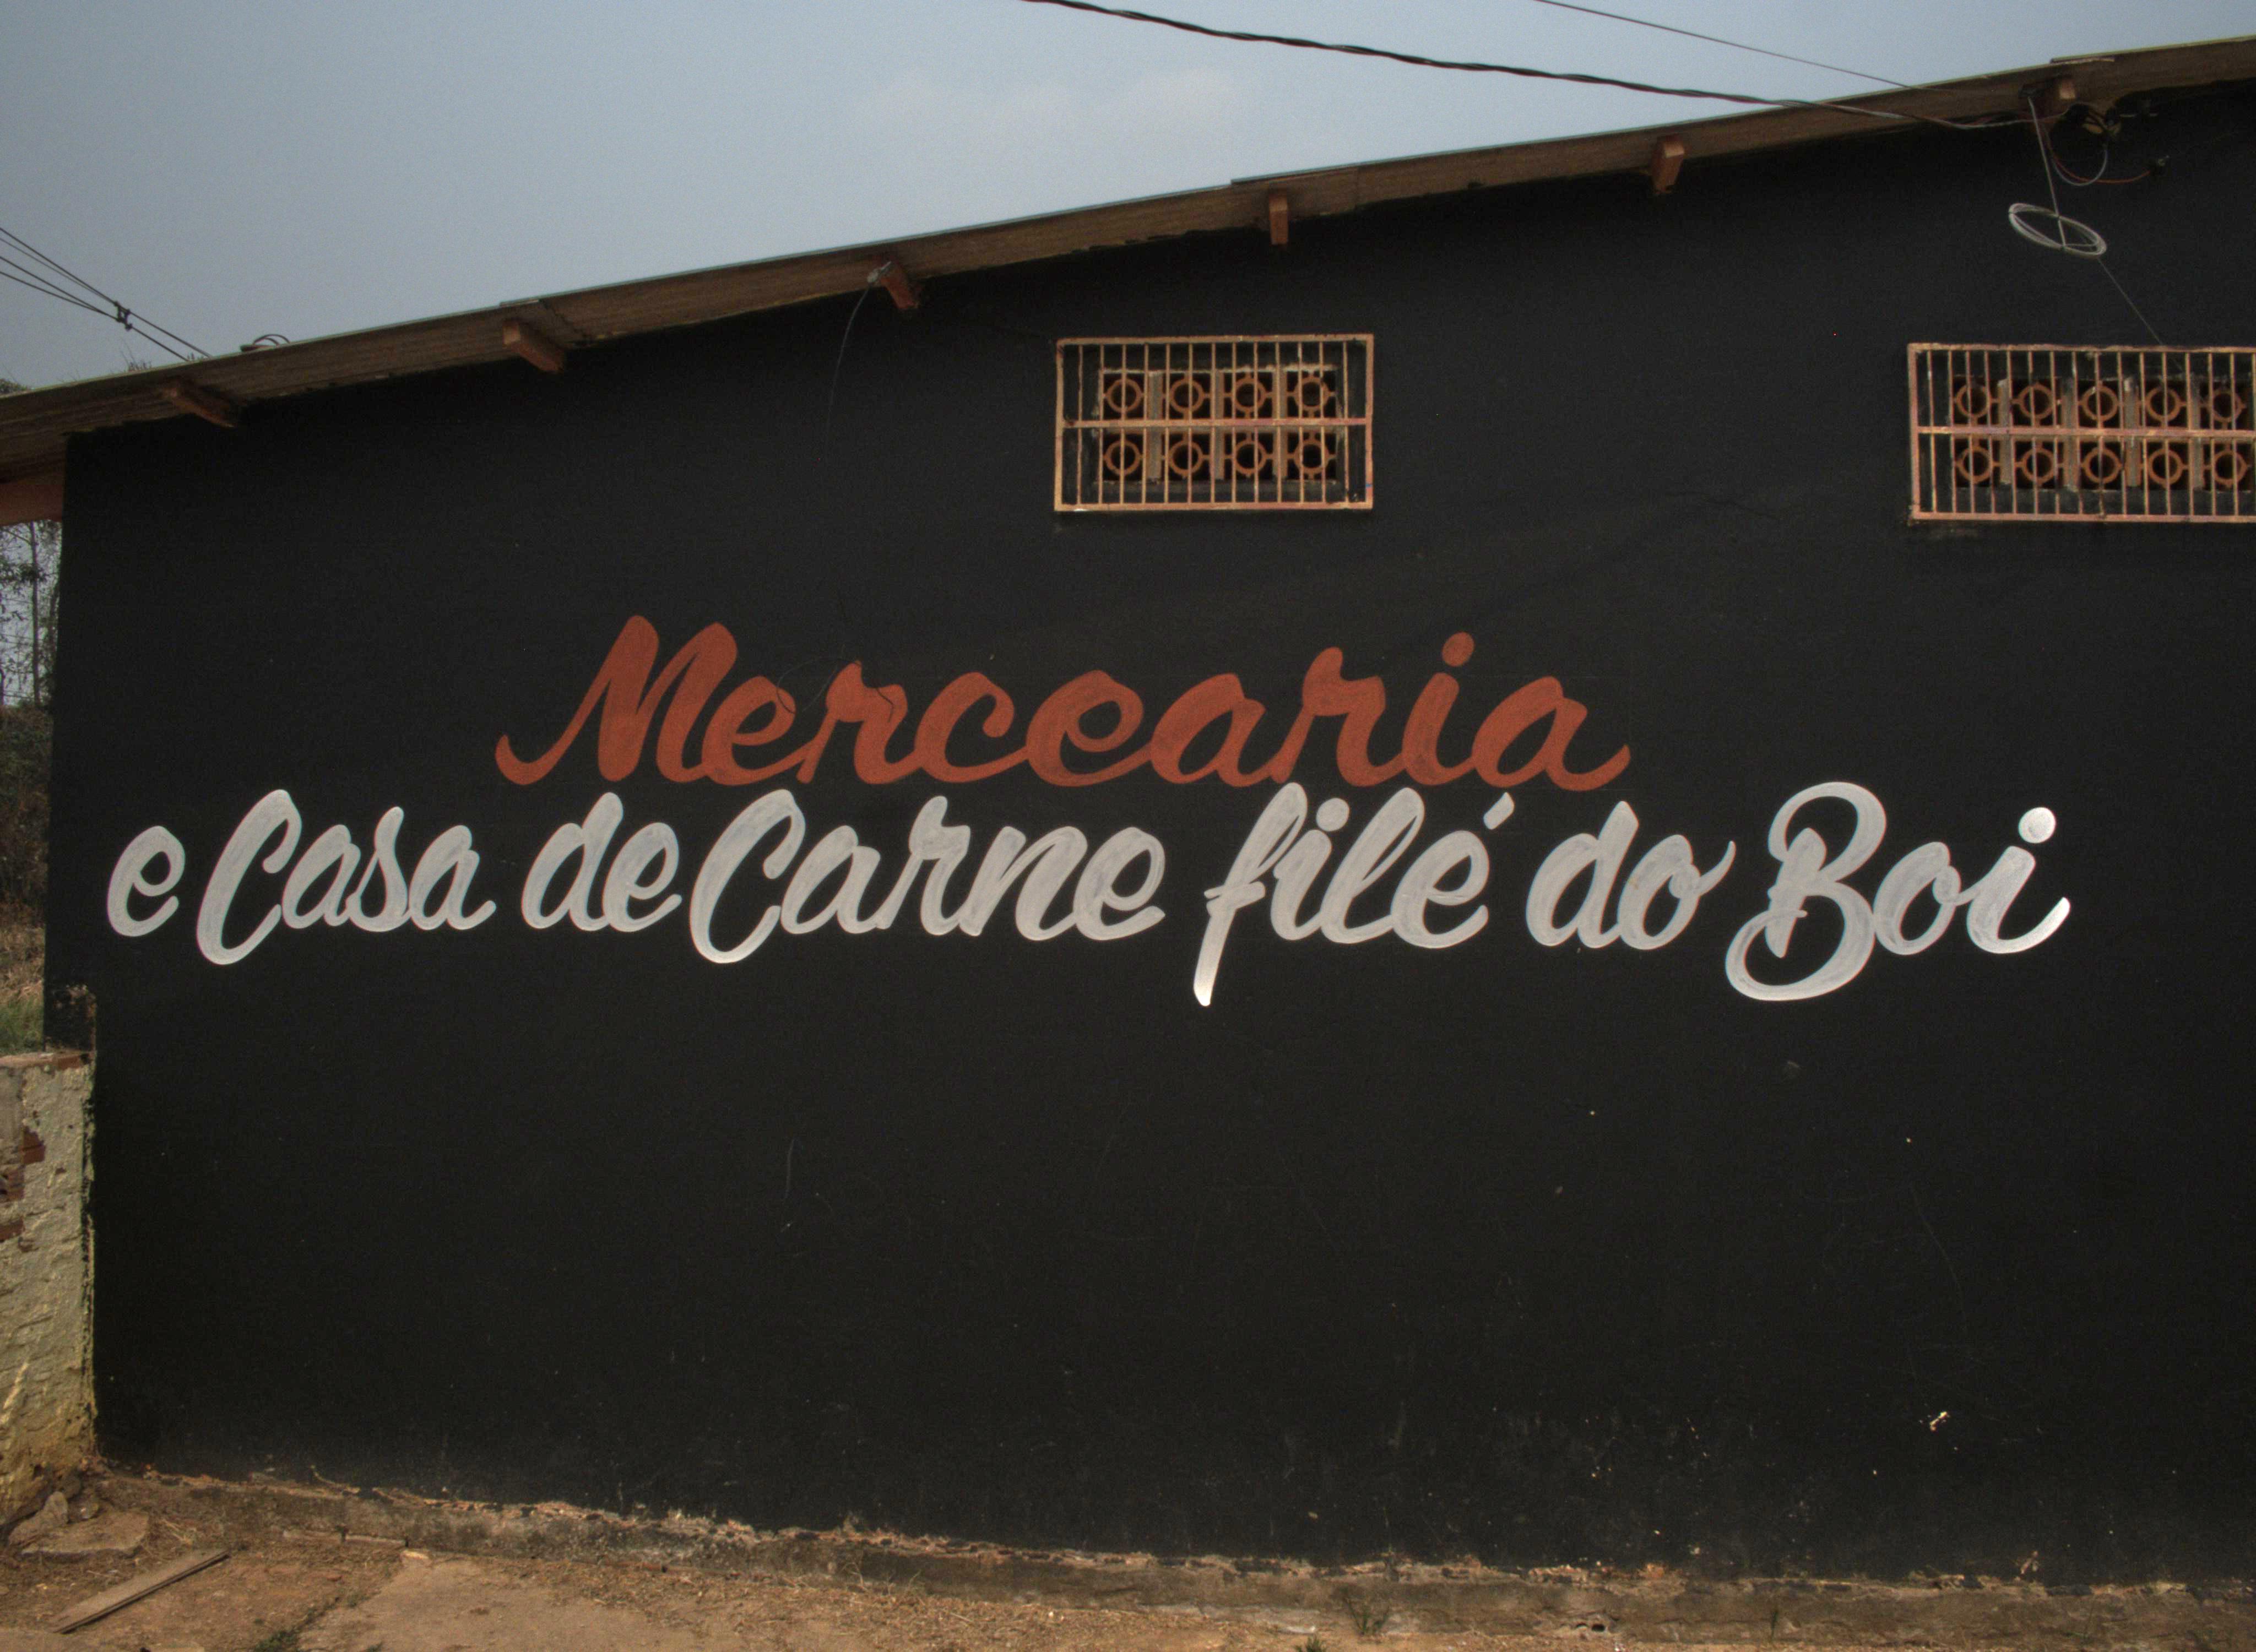 Mercearia
e Casa de Carne filé do Boi